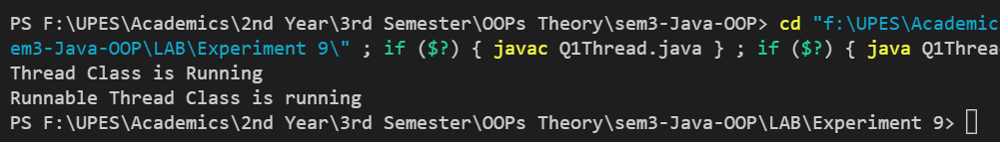 PS F:\UPES\Academics\2nd Year\3rd Semester\OOPs Theory\sem3-Java-OOP> cd "f:\UPES\Academic
em3-Java-OOP\LAB\Experiment 9\" ; if ($?) { javac Q1Thread.java } ; if ($?) { java Q1Threa
Thread Class is Running
Runnable Thread Class is running
PS F:\UPES\Academics\2nd Year\3rd Semester\OOPs Theory\sem3-Java-OOP\LAB\Experiment 9>